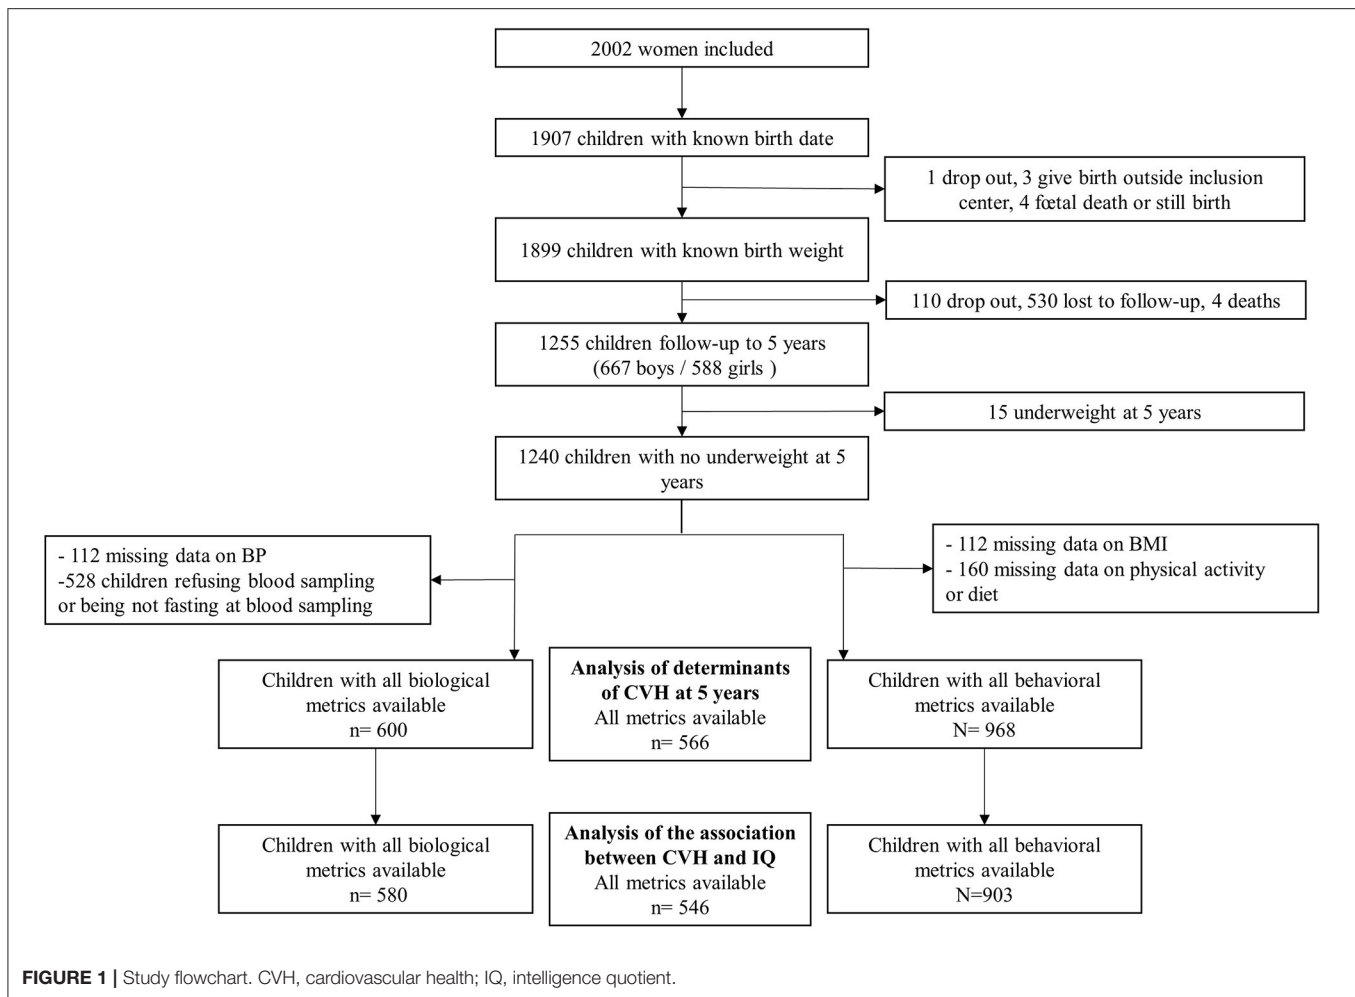 2002 women included
1907 children with known birth date
1 drop out, 3 give birth outside inclusion
center, 4 fœtal death or still birth
1899 children with known birth weight
110 drop out, 530 lost to follow-up, 4 deaths
1255 children follow-up to 5 years
(667 boys / 588 girls )
15 underweight at 5 years
1240 children with no underweight at 5
years
- 112 missing data on BP
-528 children refusing blood sampling
or being not fasting at blood sampling
- 112 missing data on BMI
- 160 missing data on physical activity
or diet
Children with all biological
metrics available
n= 600
Analysis of determinants
of CVH at 5 years
All metrics available
n= 566
Children with all behavioral
metrics available
N= 968
Children with all biological
metrics available
n= 580
Analysis of the association
between CVH and IQ
All metrics available
n= 546
Children with all behavioral
metrics available
N=903
FIGURE 1 | Study flowchart. CVH, cardiovascular health; IQ, intelligence quotient.